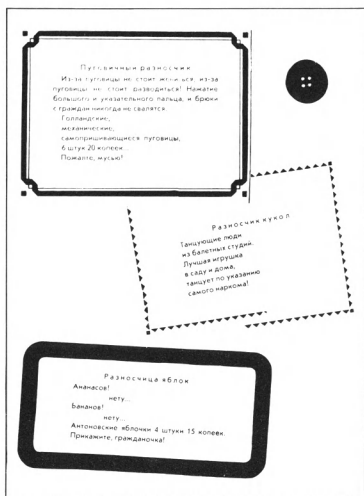 Пуговичный разносчик
Из-за пуговицы не стоит жениться, из-за
пуговицы не стоит разводиться! Нажатие
большого и указательного пальца, и брюки
с граждан никогда не свалятся.
Голландские,
механические,
самопришивающиеся пуговицы,
6 штук 20 копеек...
Пожалте, мусью!
Разносчик кукол
Танцующие люди
из балетных студий.
Лучшая игрушка
в саду и дома,
танцует по указанию
самого наркома!
Разносчица яблок
Ананасов!
нету...
Бананов!
нету...
Антоновские яблочки 4 штуки 15 копеек.
Прикажите, гражданочка!